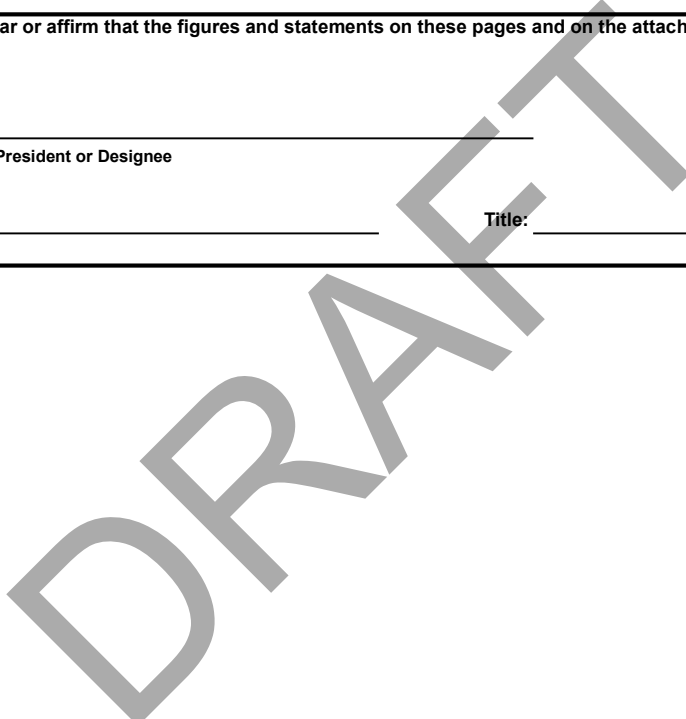 ar or affirm that the figures and statements on these pages and on the attach
President or Designee
Title:
DRAFT